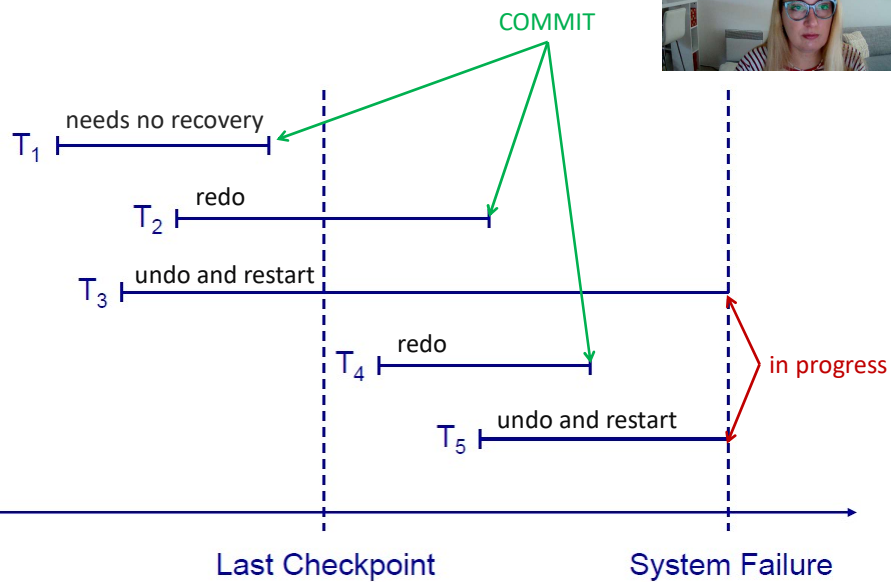 COMMIT
needs no recovery
T₁
redo
T₂
undo and restart
T₃
redo
T₄
in progress
undo and restart
T₅
Last Checkpoint
System Failure